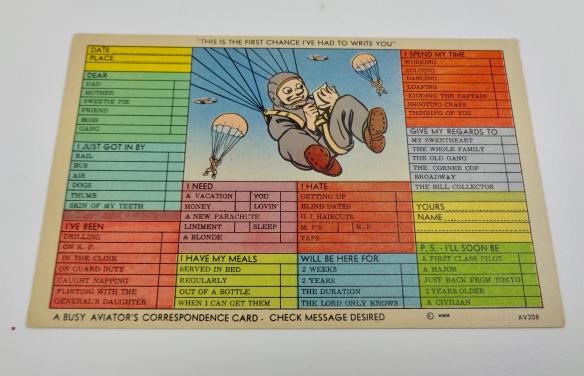 "THIS IS THE FIRST CHANCE I'VE HAD TO WRITE YOU"
DATE
PLACE
DEAR
DAD
MOTHER
SWEETIE PIE
FRIEND
BOSS
GANG
I JUST GOT IN BY
RAIL
BUS
AIR
DOGS
THUMB
SKIN OF MY TEETH
I'VE BEEN
DRILLING
ON K. P.
IN THE CLINK
ON GUARD DUTY
CAUGHT NAPPING
FLIRTING WITH THE
GENERAL'S DAUGHTER
I NEED
A VACATION YOU
MONEY LOVIN'
A NEW PARACHUTE
LINIMENT SLEEP
A BLONDE
I HATE
GETTING UP
BLIND DATES
G. I. HAIRCUTS
M. P.'S K. P.
TAPS
I HAVE MY MEALS
SERVED IN BED
REGULARLY
OUT OF A BOTTLE
WHEN I CAN GET THEM
WILL BE HERE FOR
2 WEEKS
2 YEARS
THE DURATION
THE LORD ONLY KNOWS
I SPEND MY TIME
WORKING
SOLOING
DANCING
LOAFING
KIDDING THE CAPTAIN
SHOOTING CRAPS
THINKING OF YOU
GIVE MY REGARDS TO
MY SWEETHEART
THE WHOLE FAMILY
THE OLD GANG
THE CORNER COP
BROADWAY
THE BILL COLLECTOR
YOURS
NAME
P. S. - I'LL SOON BE
A FIRST CLASS PILOT
A MAJOR
JUST BACK FROM TOKYO
2 YEARS OLDER
A CIVILIAN
A BUSY AVIATOR'S CORRESPONDENCE CARD - CHECK MESSAGE DESIRED
©
AV208